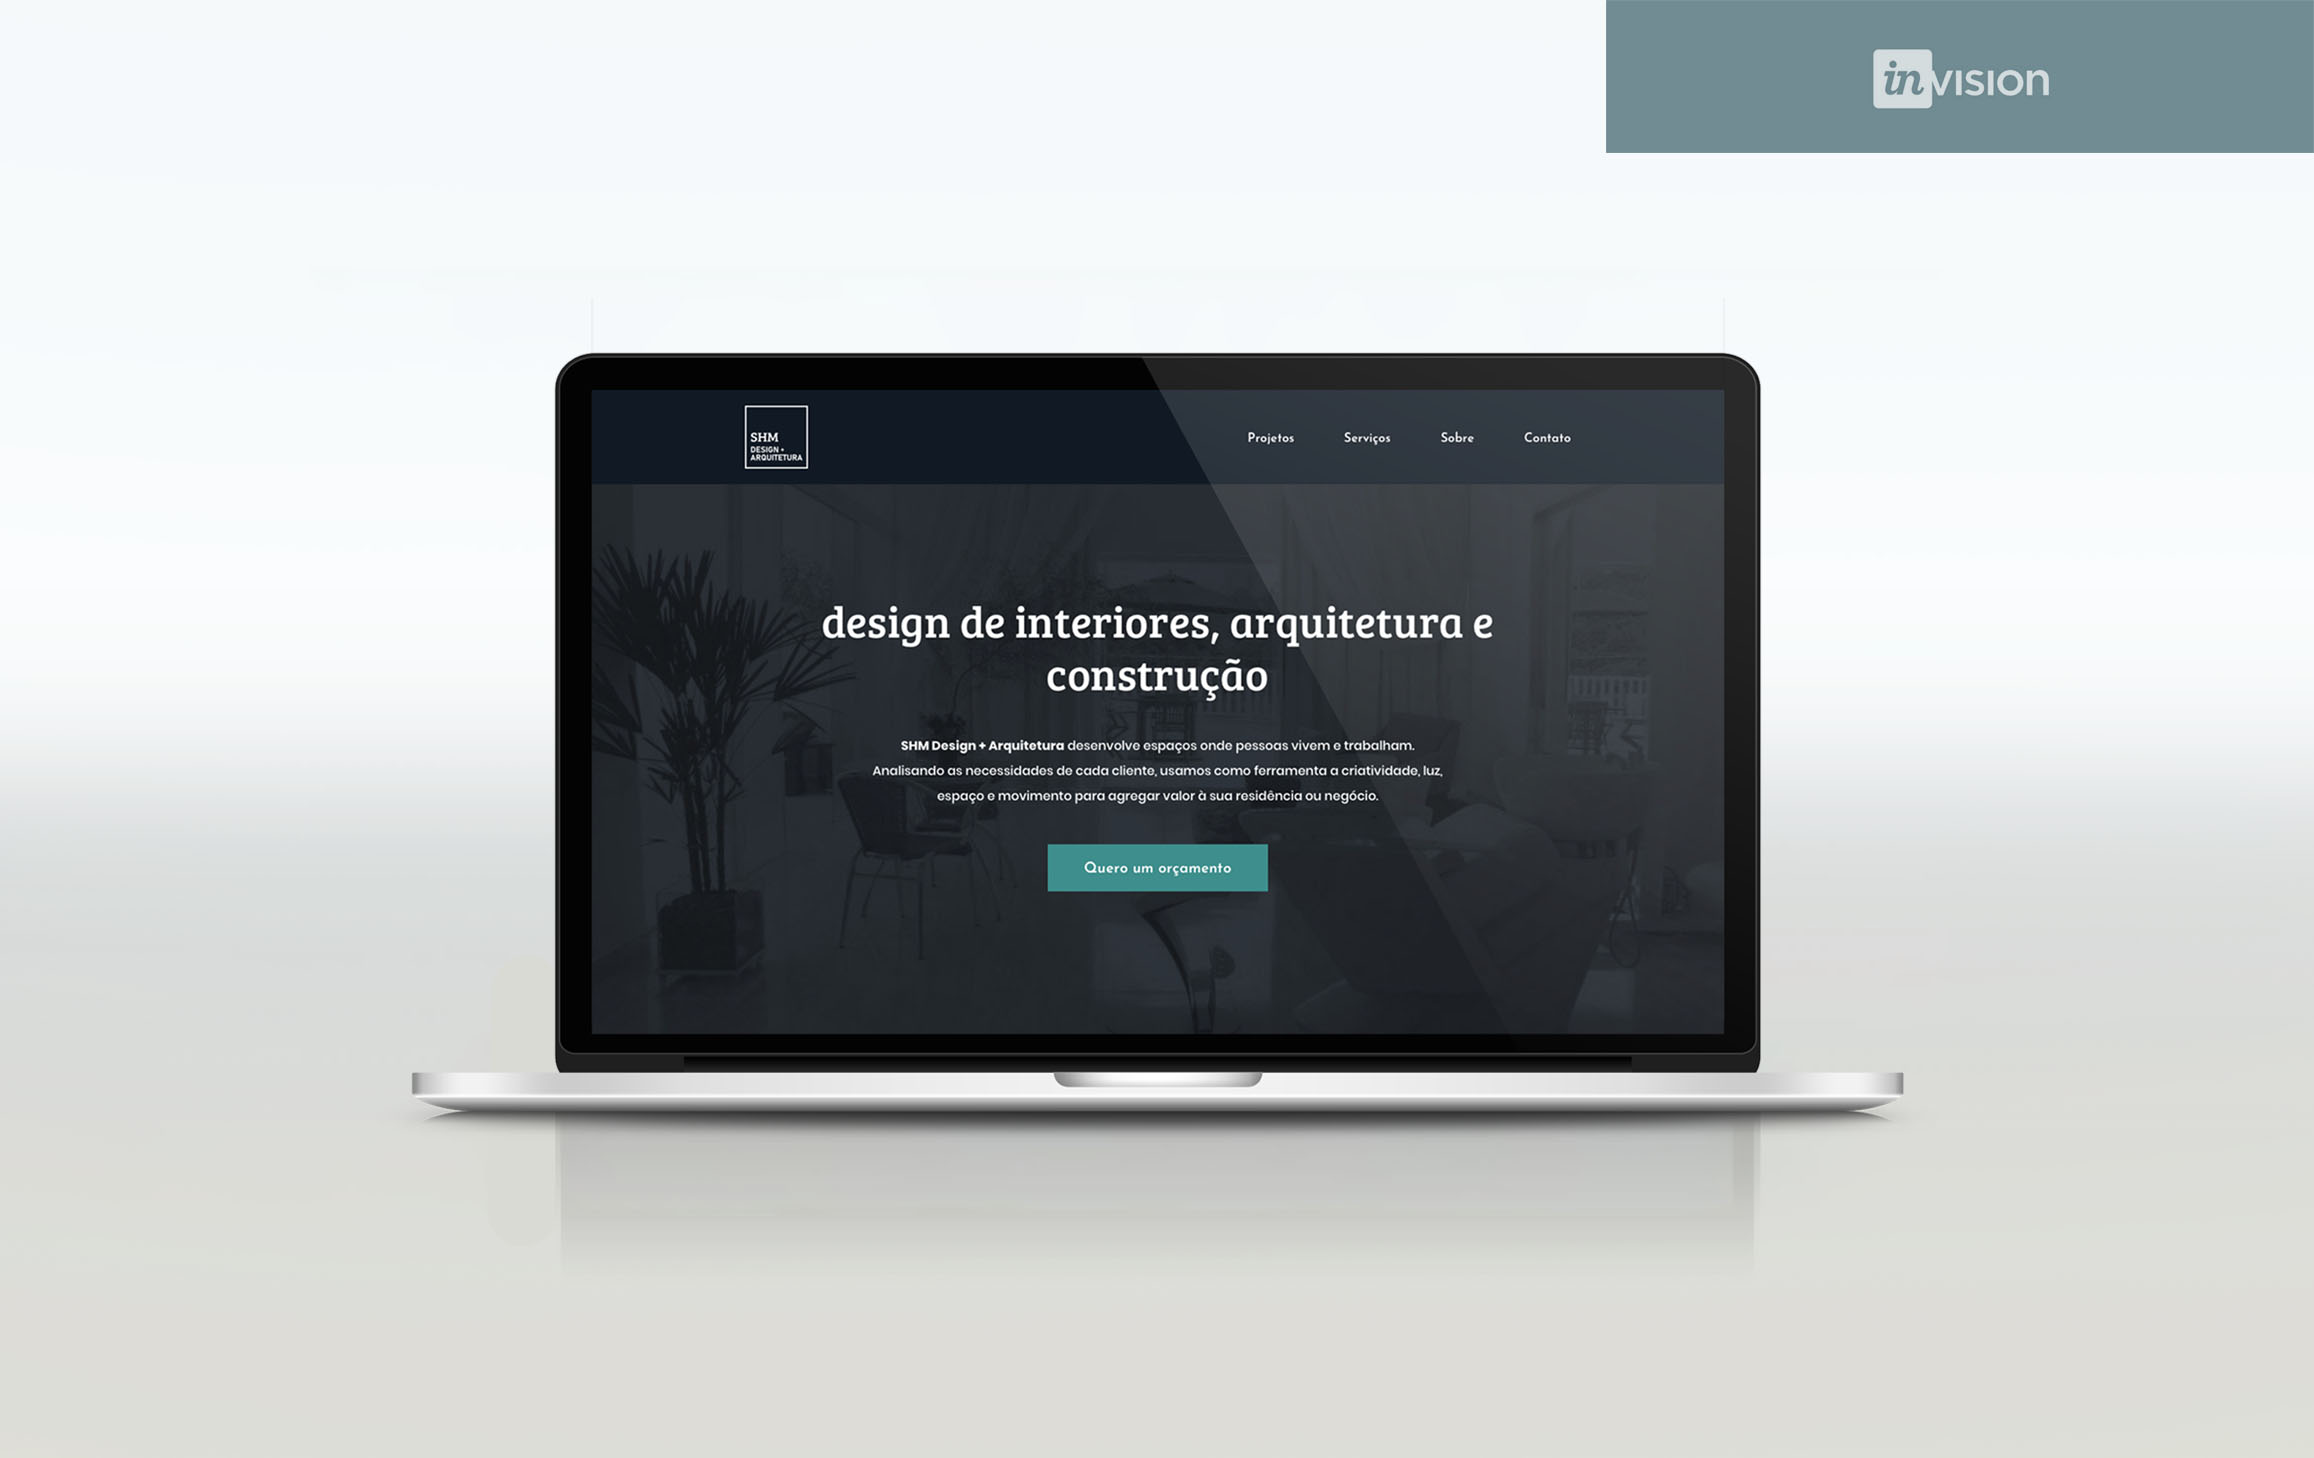 invision
SHM
DESIGN +
ARQUITETURA
Projetos
Serviços
Sobre
Contato
design de interiores, arquitetura e
construção
SHM Design + Arquitetura desenvolve espaços onde pessoas vivem e trabalham.
Analisando as necessidades de cada cliente, usamos como ferramenta a criatividade, luz,
espaço e movimento para agregar valor à sua residência ou negócio.
Quero um orçamento